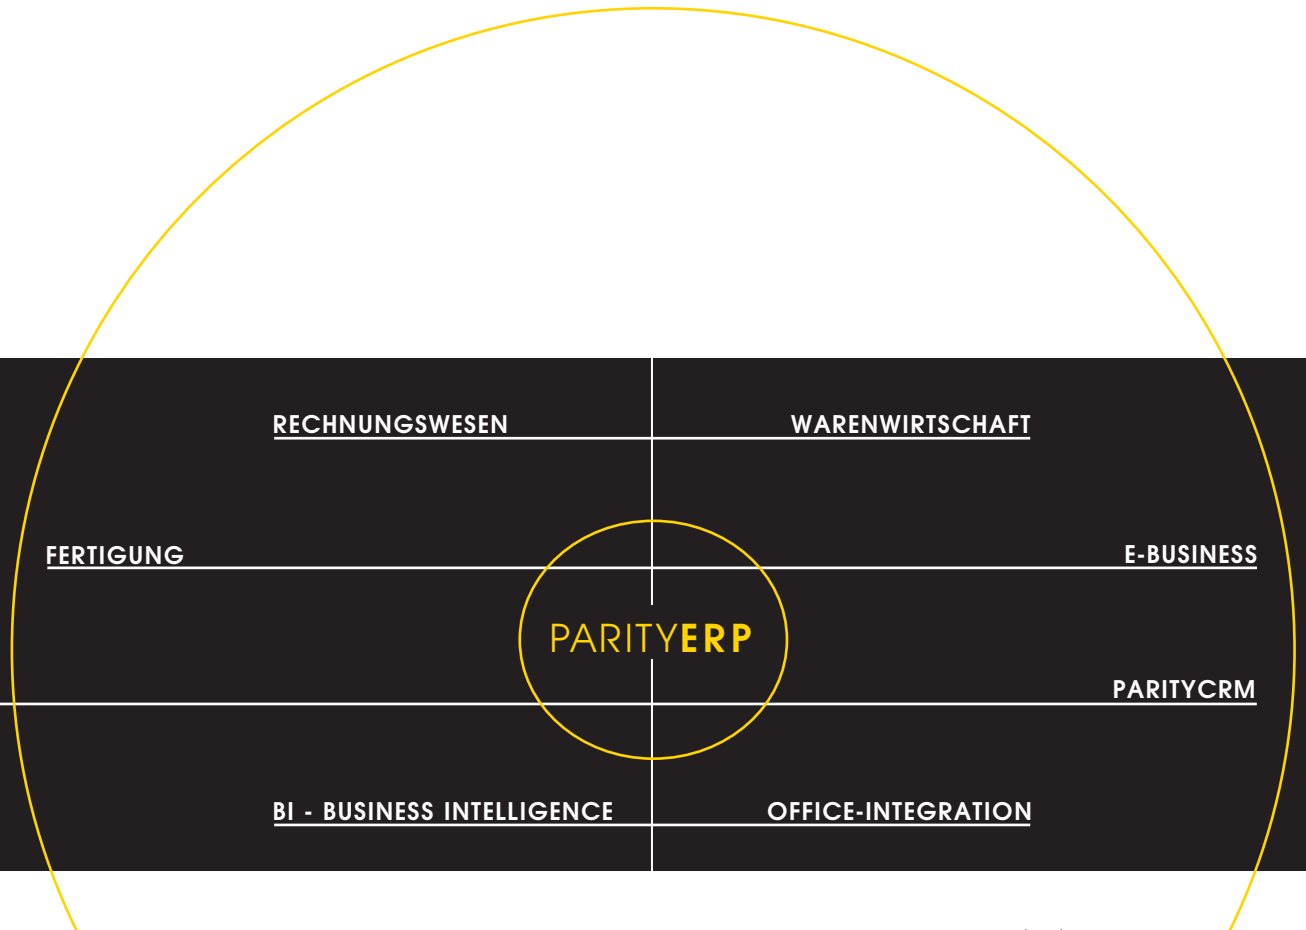 RECHNUNGSWESEN
WARENWIRTSCHAFT
FERTIGUNG
E-BUSINESS
PARITYERP
PARITYCRM
BI - BUSINESS INTELLIGENCE
OFFICE-INTEGRATION